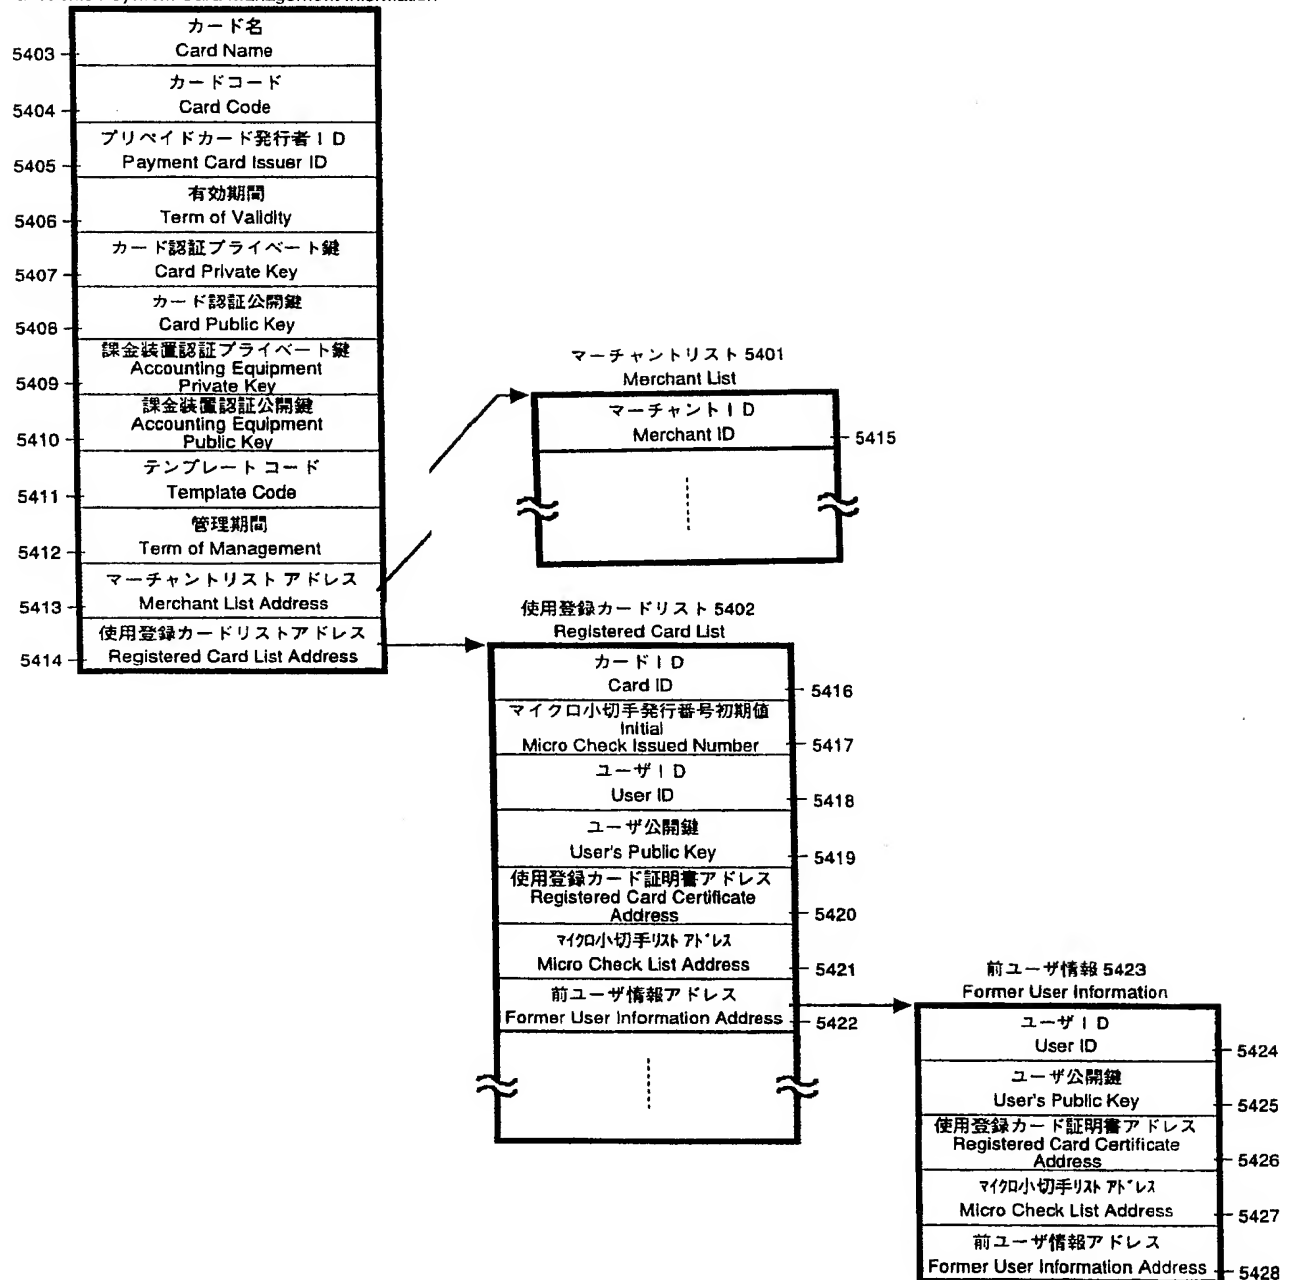 5403
カード名
Card Name
5404
カードコード
Card Code
5405
プリペイドカード発行者ID
Payment Card Issuer ID
5406
有効期間
Term of Validity
5407
カード認証プライベート鍵
Card Private Key
5408
カード認証公開鍵
Card Public Key
5409
課金装置認証プライベート鍵
Accounting Equipment
Private Key
5410
課金装置認証公開鍵
Accounting Equipment
Public Key
5411
テンプレートコード
Template Code
5412
管理期間
Term of Management
5413
マーチャントリストアドレス
Merchant List Address
5414
使用登録カードリストアドレス
Registered Card List Address
マーチャントリスト 5401
Merchant List
マーチャントID
Merchant ID
5415
使用登録カードリスト 5402
Registered Card List
カードID
Card ID
5416
マイクロ小切手発行番号初期値
Initial
Micro Check Issued Number
5417
ユーザID
User ID
5418
ユーザ公開鍵
User's Public Key
5419
使用登録カード証明書アドレス
Registered Card Certificate
Address
5420
マイクロ小切手リストアドレス
Micro Check List Address
5421
前ユーザ情報アドレス
Former User Information Address
5422
前ユーザ情報 5423
Former User Information
ユーザID
User ID
5424
ユーザ公開鍵
User's Public Key
5425
使用登録カード証明書アドレス
Registered Card Certificate
Address
5426
マイクロ小切手リストアドレス
Micro Check List Address
5427
前ユーザ情報アドレス
Former User Information Address
5428